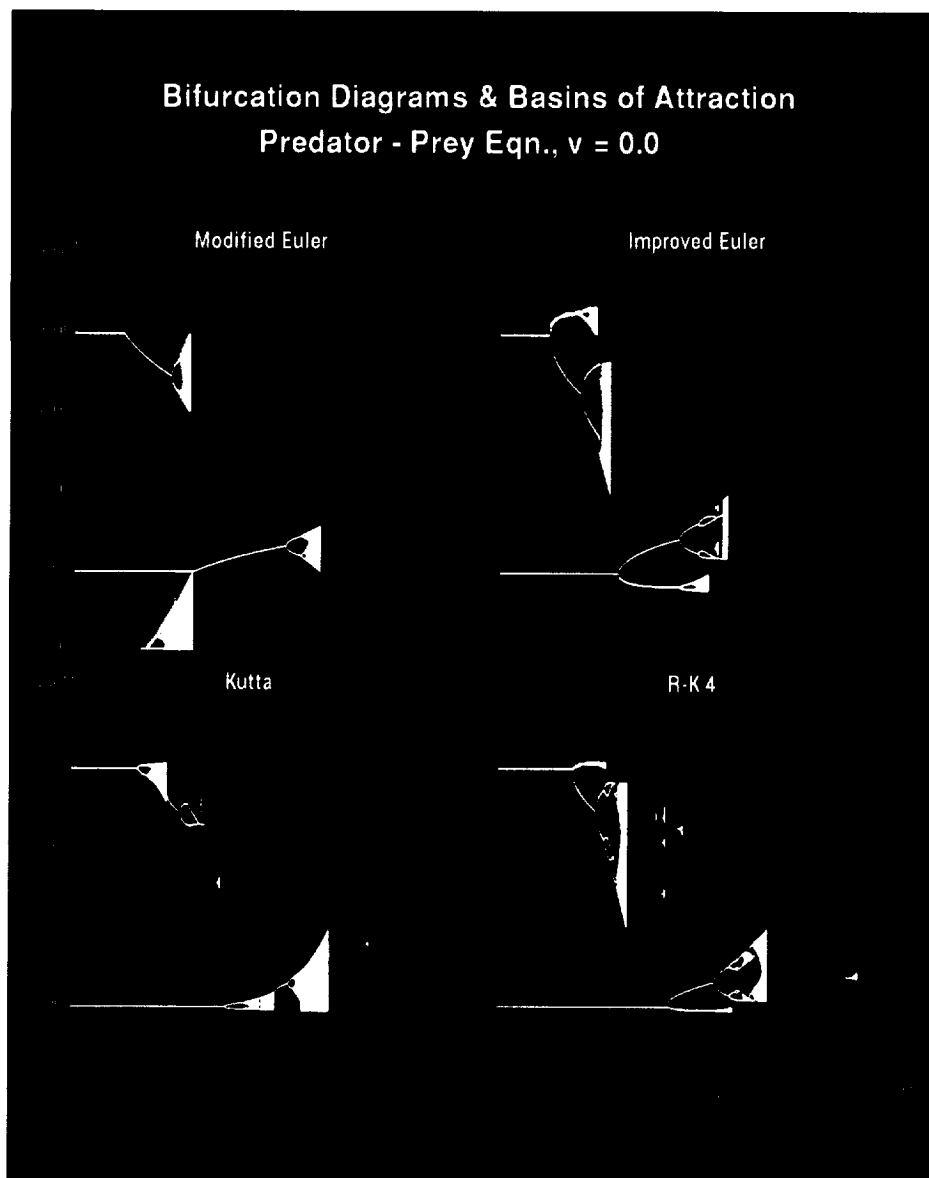 Bifurcation Diagrams & Basins of Attraction
Predator - Prey Eqn., v = 0.0
Modified Euler
Improved Euler
Kutta
R-K 4